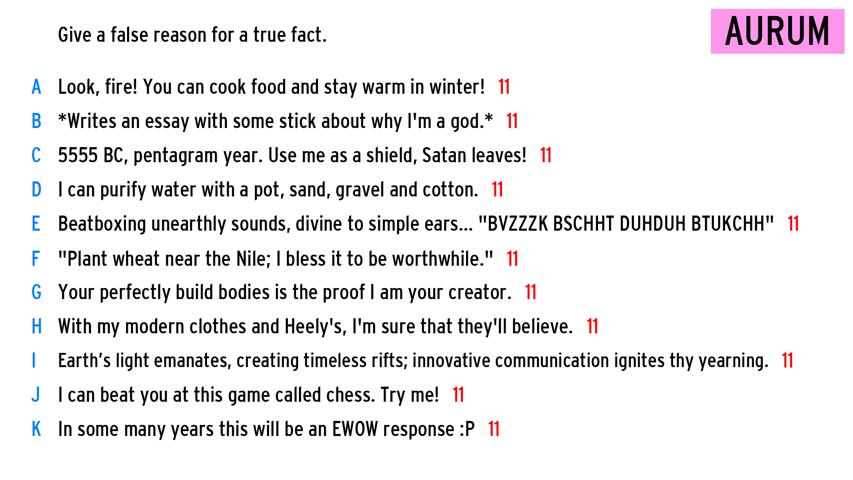 Give a false reason for a true fact.
AURUM
A Look, fire! You can cook food and stay warm in winter! 11
B *Writes an essay with some stick about why I'm a god.* 11
C 5555 BC, pentagram year. Use me as a shield, Satan leaves! 11
D I can purify water with a pot, sand, gravel and cotton. 11
E Beatboxing unearthly sounds, divine to simple ears... "BVZZZK BSCHHT DUHDUH BTUKCHH" 11
F "Plant wheat near the Nile; I bless it to be worthwhile." 11
G Your perfectly build bodies is the proof I am your creator. 11
H With my modern clothes and Heely's, I'm sure that they'll believe. 11
I Earth’s light emanates, creating timeless rifts; innovative communication ignites thy yearning. 11
J I can beat you at this game called chess. Try me! 11
K In some many years this will be an EWOW response :P 11